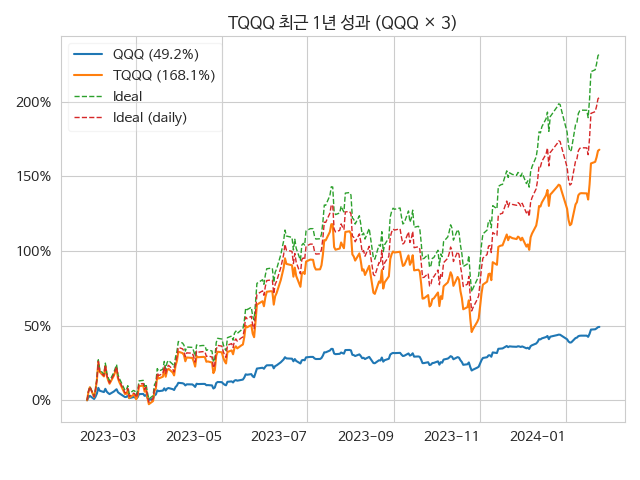 TQQQ 최근 1년 성과 (QQQ × 3)
QQQ (49.2%)
TQQQ (168.1%)
Ideal
Ideal (daily)
200%
150%
100%
50%
0%
2023−03 2023−05 2023−07 2023−09 2023−11 2024−01